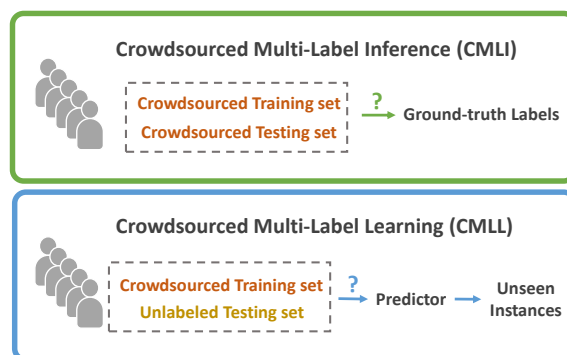 Crowdsourced Multi-Label Inference (CMLI)
Crowdsourced Training set
Crowdsourced Testing set
?
Ground-truth Labels
Crowdsourced Multi-Label Learning (CMLL)
Crowdsourced Training set
Unlabeled Testing set
?
Predictor
Unseen
Instances